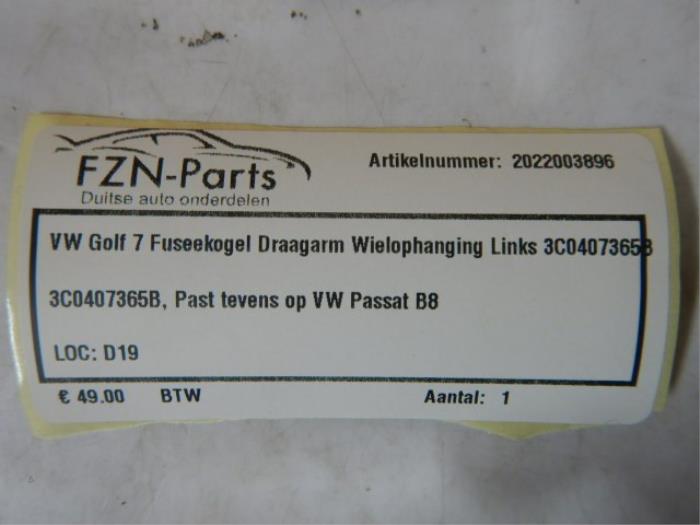 FZN-Parts
Duitse auto onderdelen
Artikelnummer: 2022003896
VW Golf 7 Fuseekogel Draagarm Wielophanging Links 3C0407365B
3C0407365B, Past tevens op VW Passat B8
LOC: D19
€ 49.00 BTW Aantal: 1